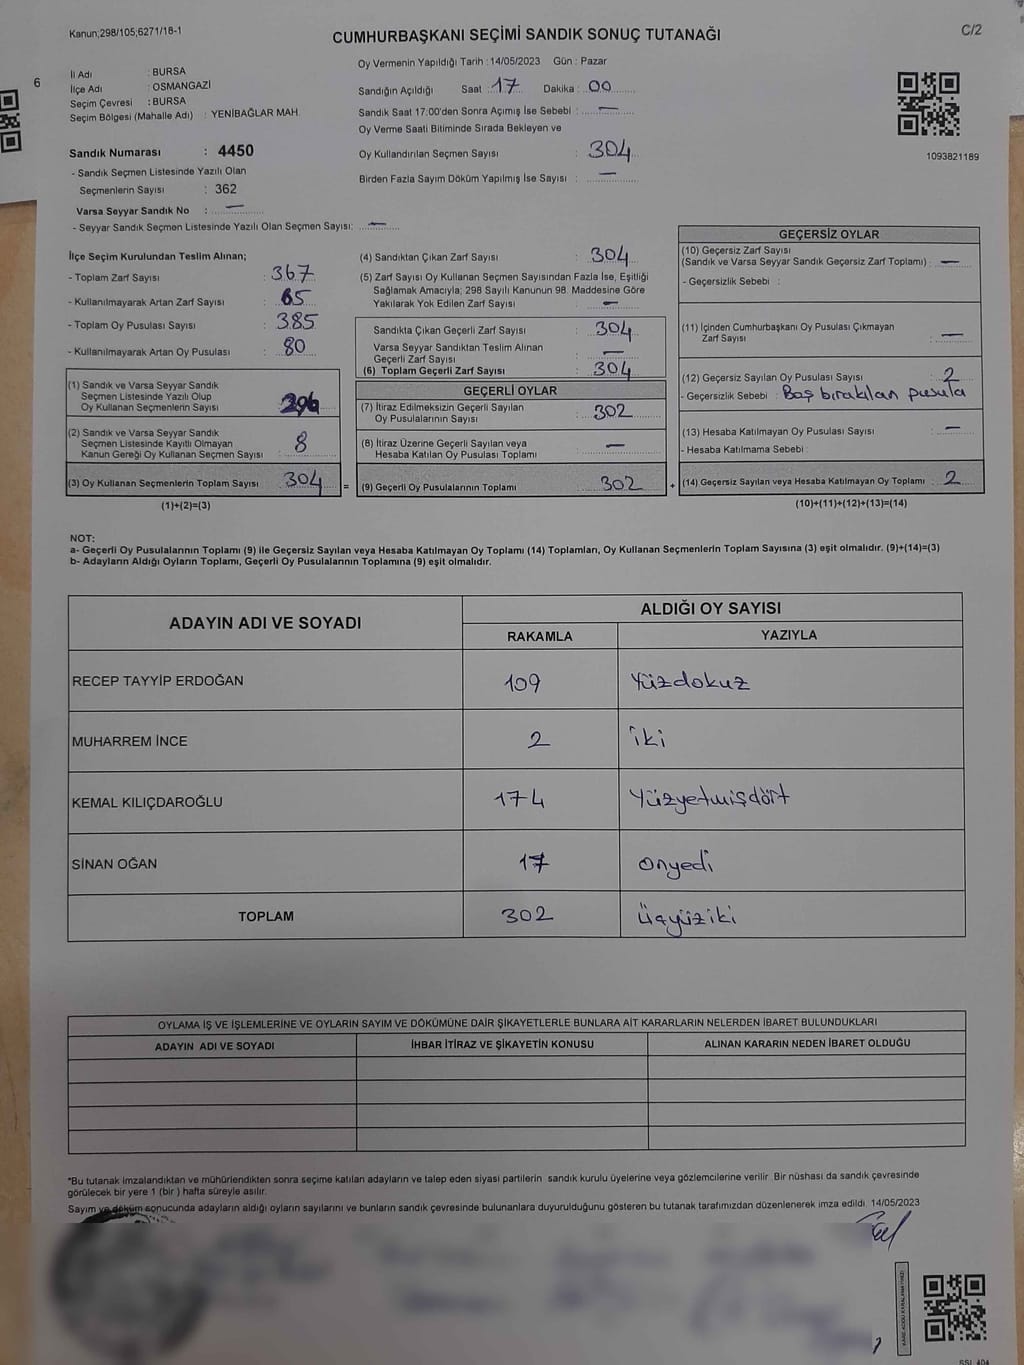 Kanun;298/105;6271/18-1
CUMHURBAŞKANI SEÇİMİ SANDIK SONUÇ TUTANAĞI
C/2
6
İl Adı : BURSA
İlçe Adı : OSMANGAZİ
Seçim Çevresi : BURSA
Seçim Bölgesi (Mahalle Adı) : YENİBAĞLAR MAH.
Sandık Numarası : 4450
- Sandık Seçmen Listesinde Yazılı Olan
Seçmenlerin Sayısı : 362
Varsa Seyyar Sandık No : —
- Seyyar Sandık Seçmen Listesinde Yazılı Olan Seçmen Sayısı: —
Oy Vermenin Yapıldığı Tarih : 14/05/2023 Gün : Pazar
Sandığın Açıldığı Saat : 17 Dakika : 00
Sandık Saat 17:00'den Sonra Açımış İse Sebebi : —
Oy Verme Saati Bitiminde Sırada Bekleyen ve
Oy Kullandırılan Seçmen Sayısı : 304
Birden Fazla Sayım Döküm Yapılmış İse Sayısı : —
1093821189
İlçe Seçim Kurulundan Teslim Alınan;
- Toplam Zarf Sayısı : 367
- Kullanılmayarak Artan Zarf Sayısı : 65
- Toplam Oy Pusulası Sayısı : 385
- Kullanılmayarak Artan Oy Pusulası : 80
(1) Sandık ve Varsa Seyyar Sandık
Seçmen Listesinde Yazılı Olup
Oy Kullanan Seçmenlerin Sayısı : 296
(2) Sandık ve Varsa Seyyar Sandık
Seçmen Listesinde Kayıtlı Olmayan
Kanun Gereği Oy Kullanan Seçmen Sayısı : 8
(3) Oy Kullanan Seçmenlerin Toplam Sayısı : 304
(1)+(2)=(3)
(4) Sandıktan Çıkan Zarf Sayısı : 304
(5) Zarf Sayısı Oy Kullanan Seçmen Sayısından Fazla İse, Eşitliği
Sağlamak Amacıyla; 298 Sayılı Kanunun 98. Maddesine Göre
Yakılarak Yok Edilen Zarf Sayısı : —
Sandıkta Çıkan Geçerli Zarf Sayısı : 304
Varsa Seyyar Sandıktan Teslim Alınan
Geçerli Zarf Sayısı : —
(6) Toplam Geçerli Zarf Sayısı : 304
GEÇERLİ OYLAR
(7) İtiraz Edilmeksizin Geçerli Sayılan
Oy Pusulalarının Sayısı : 302
(8) İtiraz Üzerine Geçerli Sayılan veya
Hesaba Katılan Oy Pusulası Toplamı : —
= (9) Geçerli Oy Pusulalarının Toplamı : 302
GEÇERSİZ OYLAR
(10) Geçersiz Zarf Sayısı
(Sandık ve Varsa Seyyar Sandık Geçersiz Zarf Toplamı) : —
- Geçersizlik Sebebi :
(11) İçinden Cumhurbaşkanı Oy Pusulası Çıkmayan
Zarf Sayısı : —
(12) Geçersiz Sayılan Oy Pusulası Sayısı : 2
- Geçersizlik Sebebi : Boş bırakılan pusula
(13) Hesaba Katılmayan Oy Pusulası Sayısı : —
- Hesaba Katılmama Sebebi :
+ (14) Geçersiz Sayılan veya Hesaba Katılmayan Oy Toplamı : 2
(10)+(11)+(12)+(13)=(14)
NOT:
a- Geçerli Oy Pusulalarının Toplamı (9) ile Geçersiz Sayılan veya Hesaba Katılmayan Oy Toplamı (14) Toplamları, Oy Kullanan Seçmenlerin Toplam Sayısına (3) eşit olmalıdır. (9)+(14)=(3)
b- Adayların Aldığı Oyların Toplamı, Geçerli Oy Pusulalarının Toplamına (9) eşit olmalıdır.
ADAYIN ADI VE SOYADI
ALDIĞI OY SAYISI
RAKAMLA YAZIYLA
RECEP TAYYİP ERDOĞAN 109 Yüzdokuz
MUHARREM İNCE 2 İki
KEMAL KILIÇDAROĞLU 174 Yüzyetmişdört
SİNAN OĞAN 17 onyedi
TOPLAM 302 Üçyüziki
OYLAMA İŞ VE İŞLEMLERİNE VE OYLARIN SAYIM VE DÖKÜMÜNE DAİR ŞİKAYETLERLE BUNLARA AİT KARARLARIN NELERDEN İBARET BULUNDUKLARI
ADAYIN ADI VE SOYADI İHBAR İTİRAZ VE ŞİKAYETİN KONUSU ALINAN KARARIN NEDEN İBARET OLDUĞU
*Bu tutanak imzalandıktan ve mühürlendikten sonra seçime katılan adayların ve talep eden siyasi partilerin sandık kurulu üyelerine veya gözlemcilerine verilir. Bir nüshası da sandık çevresinde
görülecek bir yere 1 (bir ) hafta süreyle asılır.
Sayım ve döküm sonucunda adayların aldığı oyların sayılarını ve bunların sandık çevresinde bulunanlara duyurulduğunu gösteren bu tutanak tarafımızdan düzenlenerek imza edildi. 14/05/2023